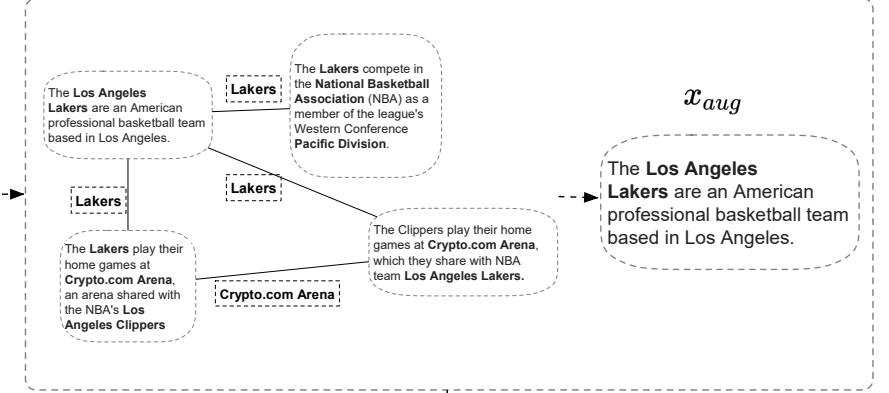 The Los Angeles
Lakers are an American
professional basketball team
based in Los Angeles.
Lakers
The Lakers compete in
the National Basketball
Association (NBA) as a
member of the league's
Western Conference
Pacific Division.
Lakers
Lakers
The Lakers play their
home games at
Crypto.com Arena,
an arena shared with
the NBA's Los
Angeles Clippers
Crypto.com Arena
The Clippers play their home
games at Crypto.com Arena,
which they share with NBA
team Los Angeles Lakers.
x_aug
The Los Angeles
Lakers are an American
professional basketball team
based in Los Angeles.